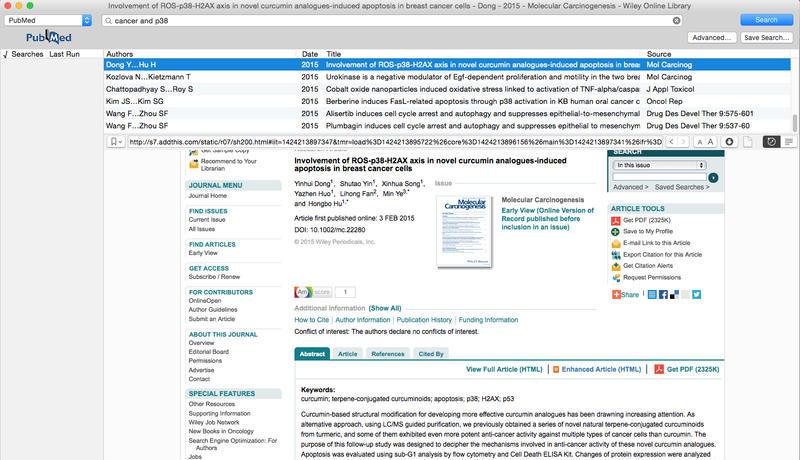 Involvement of ROS-p38-H2AX axis in novel curcumin analogues-induced apoptosis in breast cancer cells - Dong - 2015 - Molecular Carcinogenesis - Wiley Online Library
PubMed
cancer and p38
Search
PubMed
Advanced...
Save Search...
√ Searches Last Run
Authors Date Title Source
Dong Y...Hu H 2015 Involvement of ROS-p38-H2AX axis in novel curcumin analogues-induced apoptosis in breas Mol Carcinog
Kozlova N...Kietzmann T 2015 Urokinase is a negative modulator of Egf-dependent proliferation and motility in the two brea Mol Carcinog
Chattopadhyay S...Roy S 2015 Cobalt oxide nanoparticles induced oxidative stress linked to activation of TNF-alpha/caspa J Appl Toxicol
Kim JS...Kim SG 2015 Berberine induces FasL-related apoptosis through p38 activation in KB human oral cancer c Oncol Rep
Wang F...Zhou SF 2015 Alisertib induces cell cycle arrest and autophagy and suppresses epithelial-to-mesenchymal Drug Des Devel Ther 9:575-601
Wang F...Zhou SF 2015 Plumbagin induces cell cycle arrest and autophagy and suppresses epithelial to mesenchym Drug Des Devel Ther 9:537-60
http://s7.addthis.com/static/r07/sh200.html#iit=1424213897347&tmr=load%3D1424213895722%26core%3D1424213896156%26main%3D1424213897341%26ifr%3D
A A
Get Sample Copy
Recommend to Your
Librarian
JOURNAL MENU
Journal Home
FIND ISSUES
Current Issue
All Issues
FIND ARTICLES
Early View
GET ACCESS
Subscribe / Renew
FOR CONTRIBUTORS
OnlineOpen
Author Guidelines
Submit an Article
ABOUT THIS JOURNAL
Overview
Editorial Board
Permissions
Advertise
Contact
SPECIAL FEATURES
Other Resources
Supporting Information
Wiley Job Network
New Books in Oncology
Search Engine Optimization: For
Authors
Jobs
Involvement of ROS-p38-H2AX axis in novel curcumin analogues-induced
apoptosis in breast cancer cells
Yinhui Dong1, Shutao Yin1, Xinhua Song1,
Yazhen Huo1, Lihong Fan2, Min Ye3,*
and Hongbo Hu1,*
Article first published online: 3 FEB 2015
DOI: 10.1002/mc.22280
© 2015 Wiley Periodicals, Inc.
Issue
Molecular
Carcinogenesis
Molecular Carcinogenesis
Early View (Online Version of
Record published before
inclusion in an issue)
Am score 1
Additional Information (Show All)
How to Cite Author Information Publication History Funding Information
Conflict of interest: The authors declare no conflicts of interest.
Abstract Article References Cited By
View Full Article (HTML) Enhanced Article (HTML) Get PDF (2325K)
Keywords:
curcumin; terpene-conjugated curcuminoids; apoptosis; p38; H2AX; p53
Curcumin-based structural modification for developing more effective curcumin analogues has been drawning increasing attention. As
alternative approach, using LC/MS guided purification, we previously obtained a series of novel natural terpene-conjugated curcuminoids
from turmeric, and some of them exhibited even more potent anti-cancer activity against multiple types of cancer cells than curcumin. The
purpose of this follow-up study was designed to decipher the mechanisms involved in anti-cancer activity of these novel curcumin analogues.
Apoptosis was evaluated using sub-G1 analysis by flow cytometry and Cell Death ELISA Kit. Changes of protein expression were analyzed
SEARCH
In this issue
Advanced > Saved Searches >
ARTICLE TOOLS
Get PDF (2325K)
Save to My Profile
E-mail Link to this Article
Export Citation for this Article
Get Citation Alerts
Request Permissions
Share